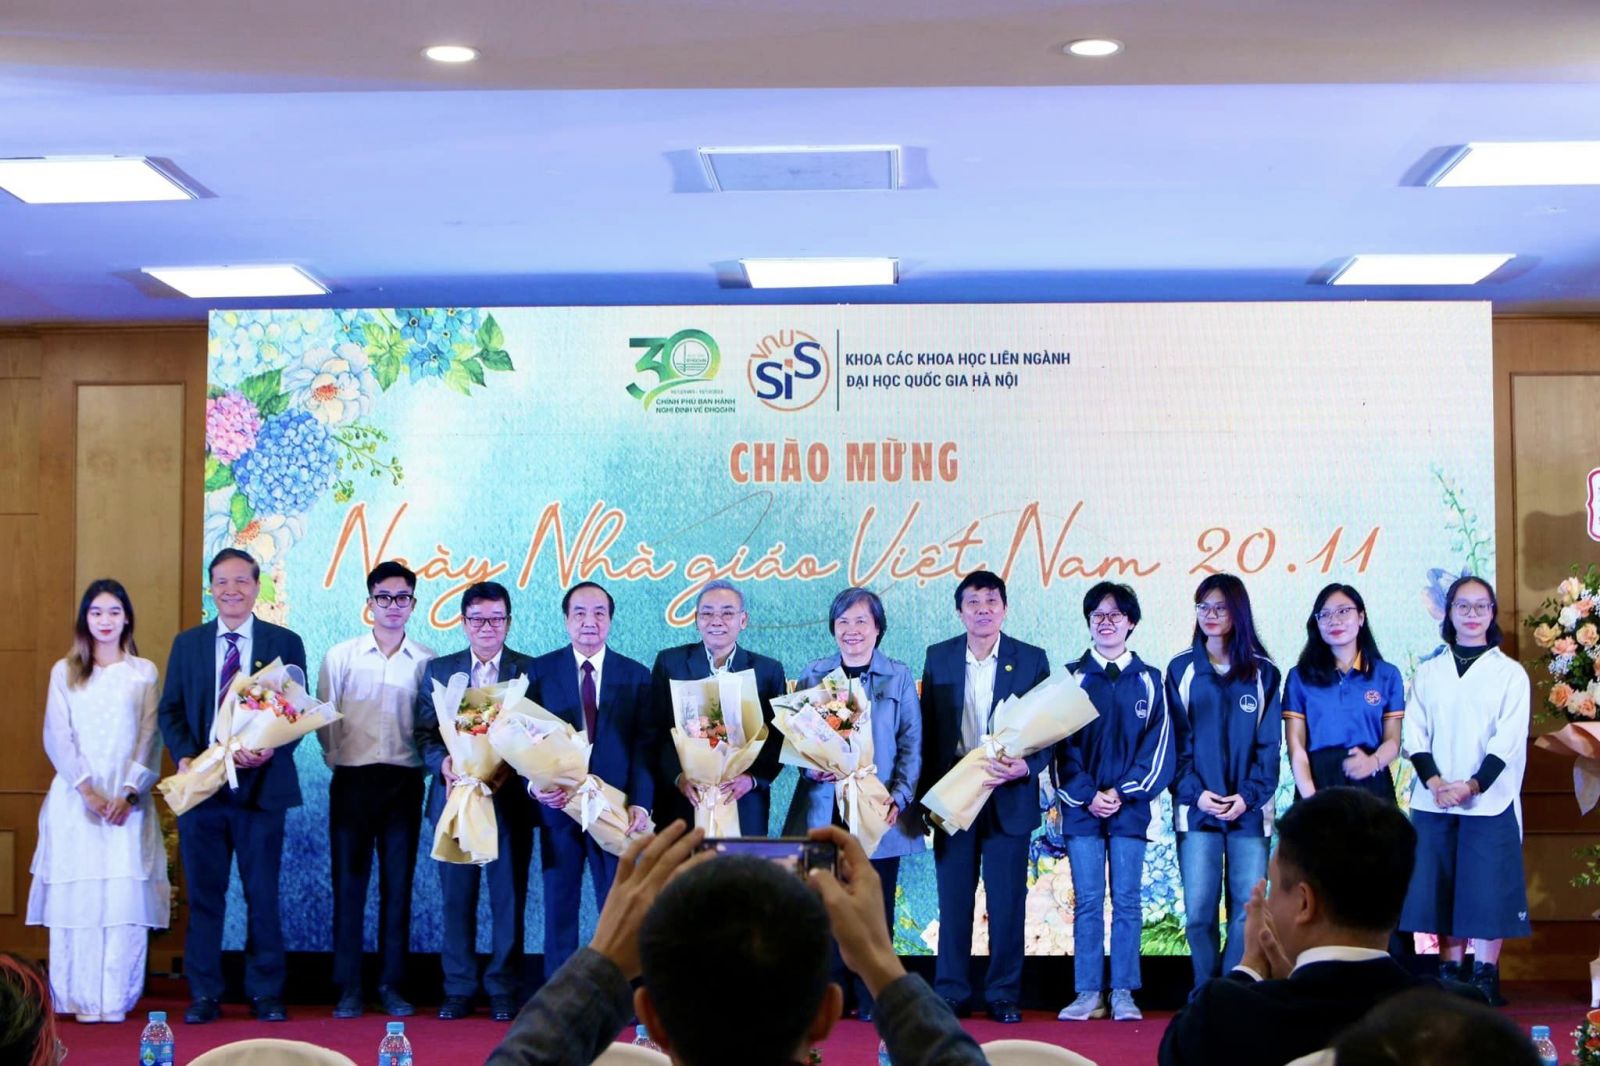 30
CHÍNH PHỦ BAN HÀNH
NGHỊ ĐỊNH VỀ ĐHQGHN
VNU
SiS
KHOA CÁC KHOA HỌC LIÊN NGÀNH
ĐẠI HỌC QUỐC GIA HÀ NỘI
CHÀO MỪNG
Ngày Nhà giáo Việt Nam 20.11